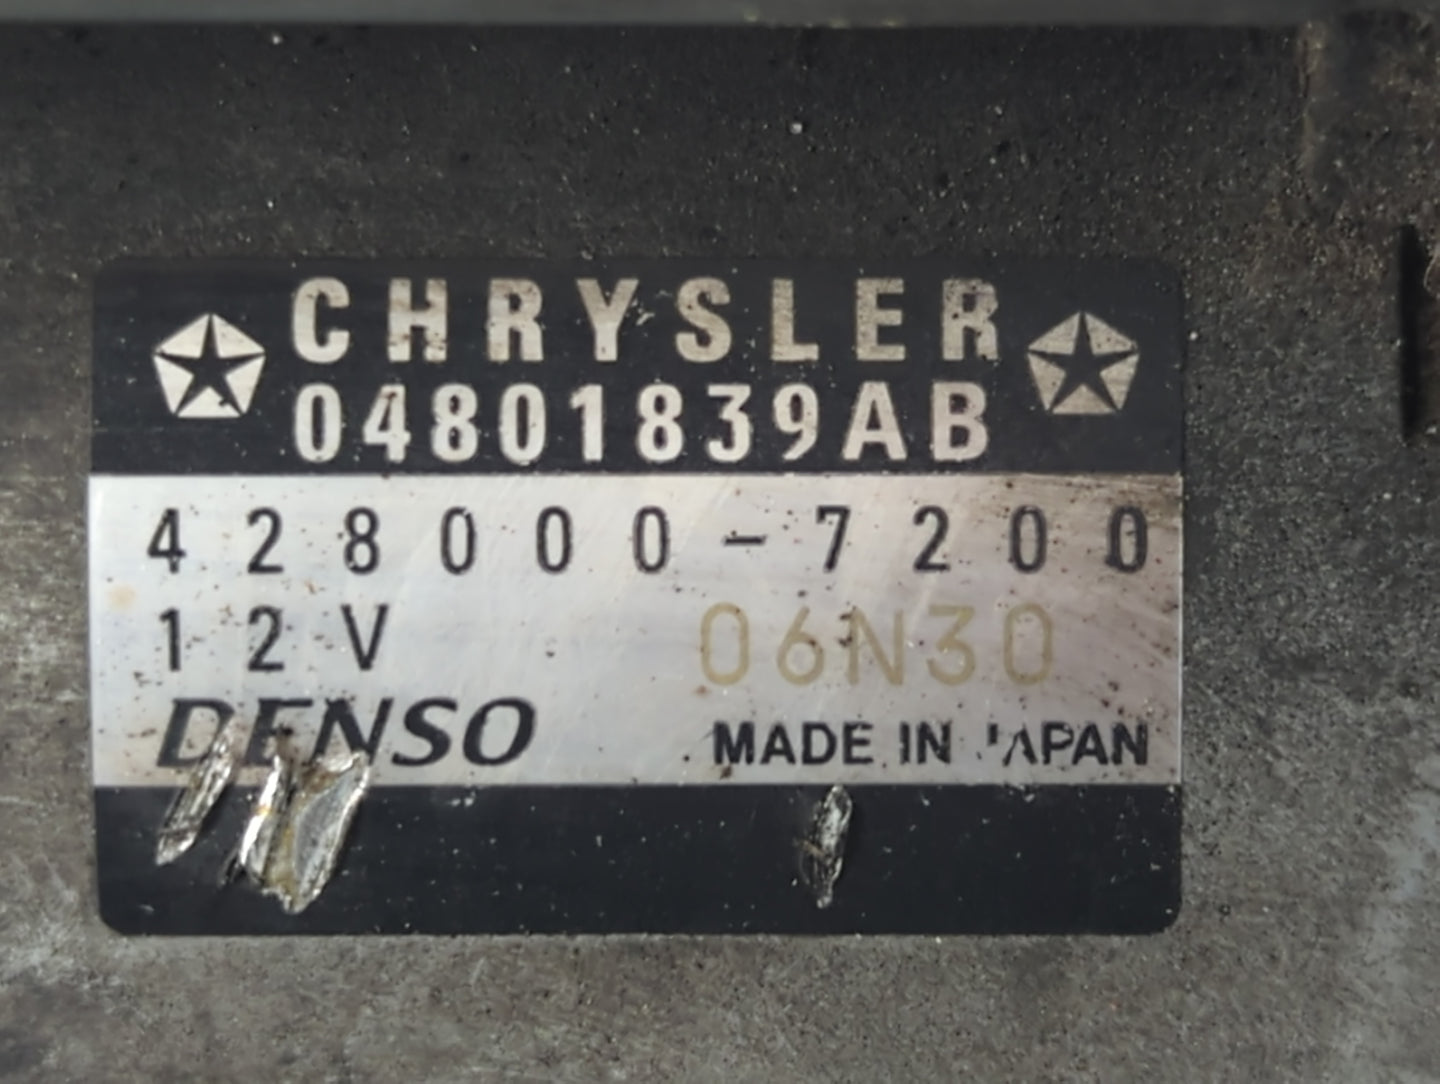 CHRYSLER
04801839AB
428000-7200
12V 06N30
DENSO MADE IN JAPAN